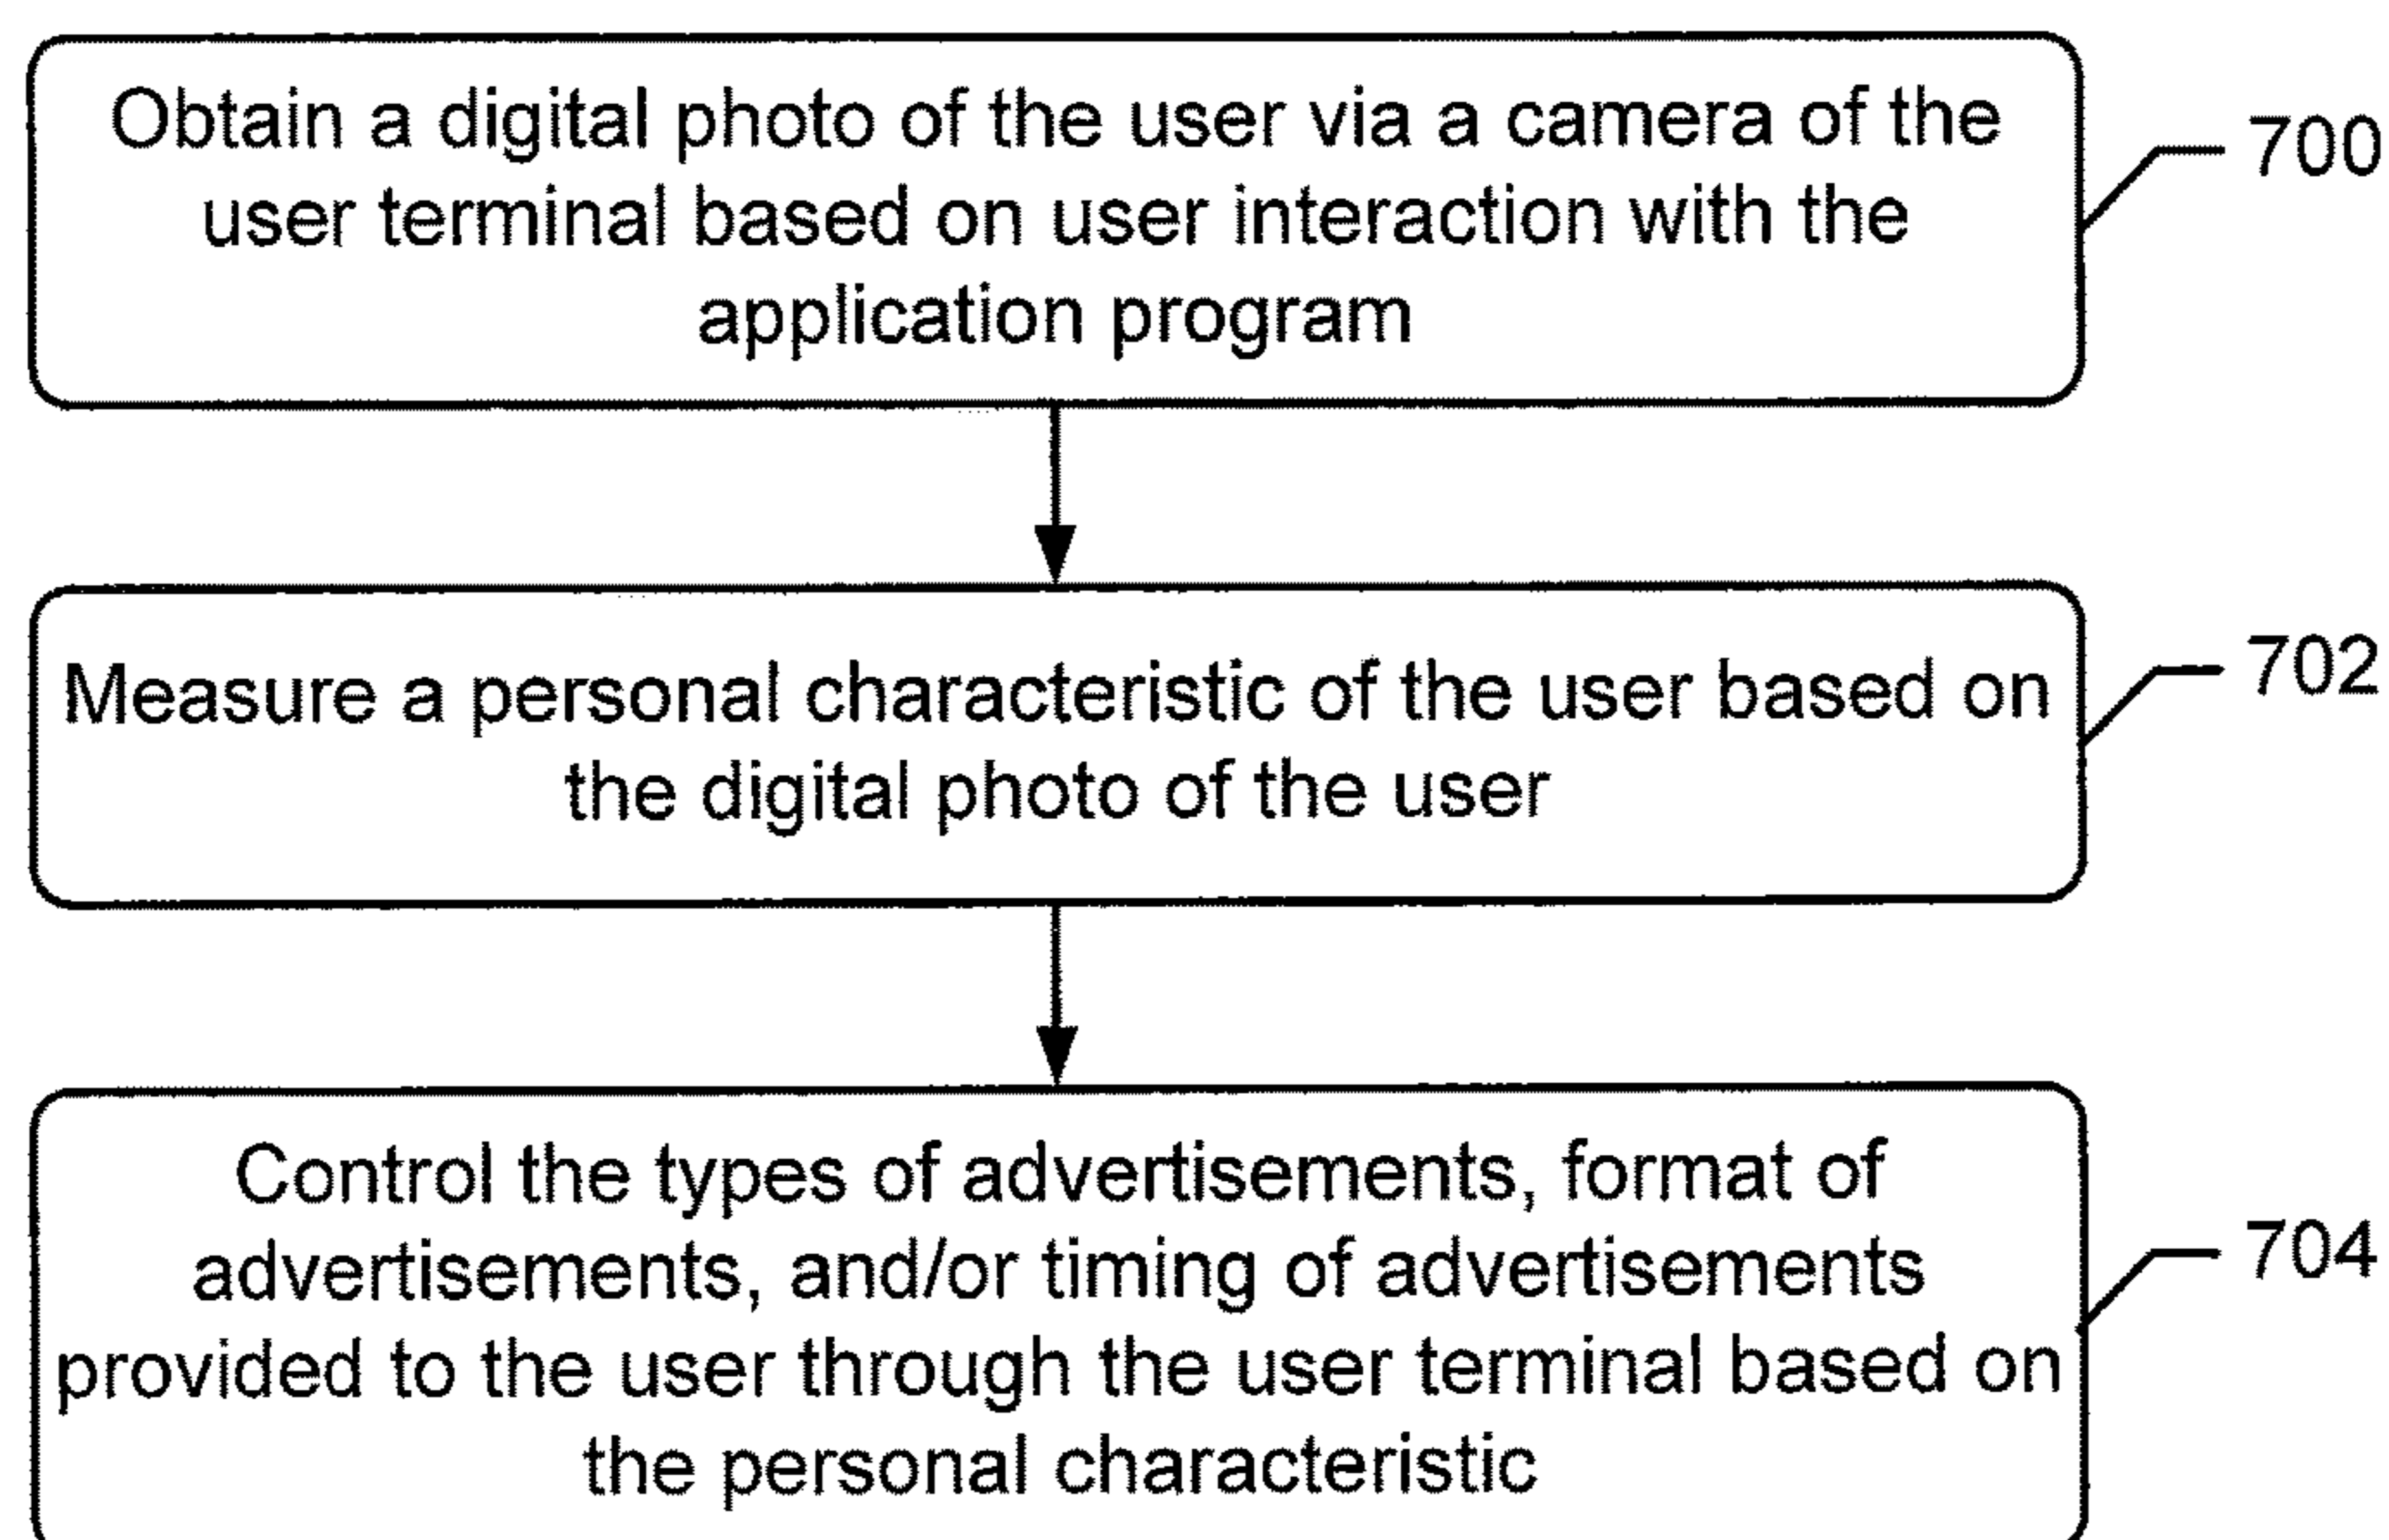 Obtain a digital photo of the user via a camera of the
user terminal based on user interaction with the
application program
700
Measure a personal characteristic of the user based on
the digital photo of the user
702
Control the types of advertisements, format of
advertisements, and/or timing of advertisements
provided to the user through the user terminal based on
the personal characteristic
704